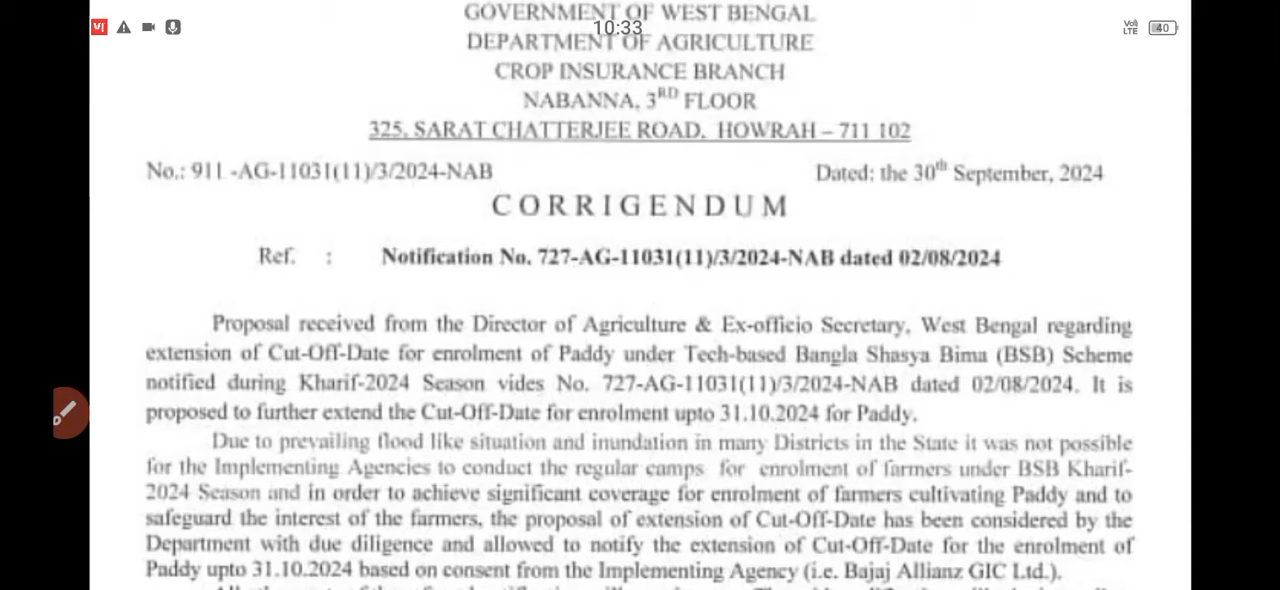 GOVERNMENT OF WEST BENGAL
10:33
VoLTE 40
DEPARTMENT OF AGRICULTURE
CROP INSURANCE BRANCH
NABANNA, 3RD FLOOR
325, SARAT CHATTERJEE ROAD, HOWRAH – 711 102
No.: 911 -AG-11031(11)/3/2024-NAB Dated: the 30th September, 2024
CORRIGENDUM
Ref. : Notification No. 727-AG-11031(11)/3/2024-NAB dated 02/08/2024
Proposal received from the Director of Agriculture & Ex-officio Secretary, West Bengal regarding
extension of Cut-Off-Date for enrolment of Paddy under Tech-based Bangla Shasya Bima (BSB) Scheme
notified during Kharif-2024 Season vides No. 727-AG-11031(11)/3/2024-NAB dated 02/08/2024. It is
proposed to further extend the Cut-Off-Date for enrolment upto 31.10.2024 for Paddy.
Due to prevailing flood like situation and inundation in many Districts in the State it was not possible
for the Implementing Agencies to conduct the regular camps for enrolment of farmers under BSB Kharif-
2024 Season and in order to achieve significant coverage for enrolment of farmers cultivating Paddy and to
safeguard the interest of the farmers, the proposal of extension of Cut-Off-Date has been considered by the
Department with due diligence and allowed to notify the extension of Cut-Off-Date for the enrolment of
Paddy upto 31.10.2024 based on consent from the Implementing Agency (i.e. Bajaj Allianz GIC Ltd.).